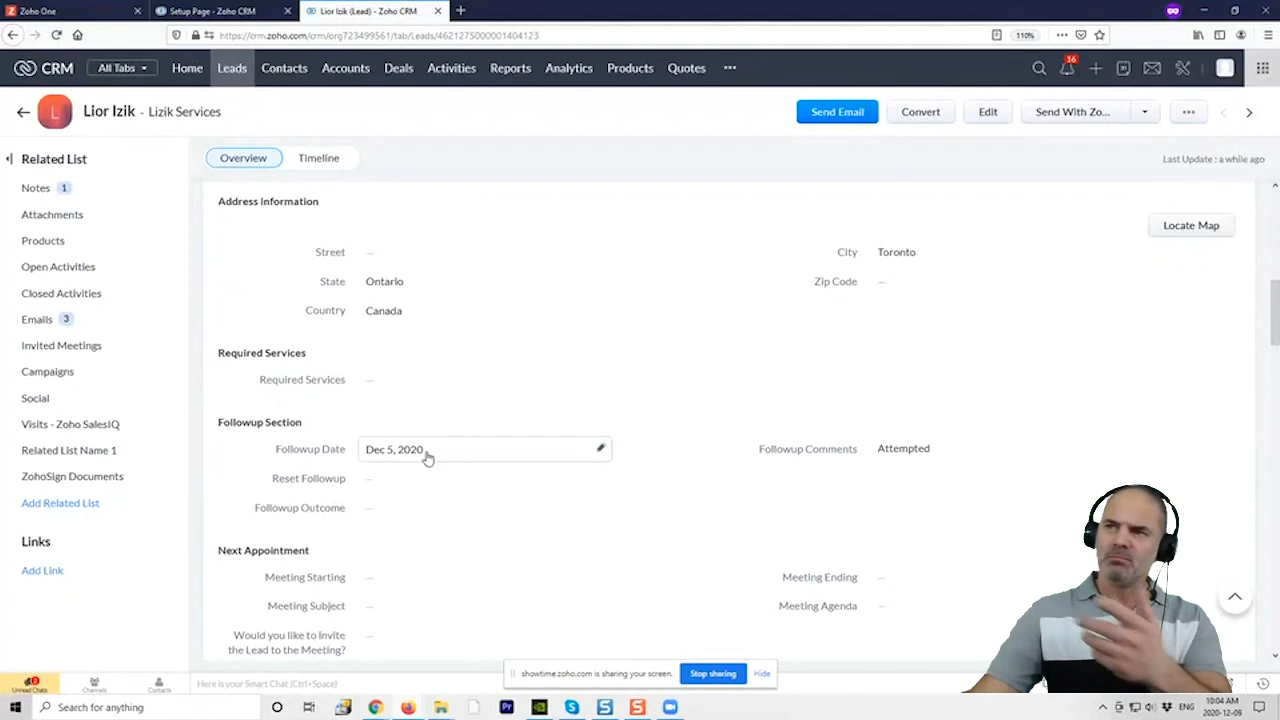 Zoho One
Setup Page - Zoho CRM
Lior Izik (Lead) - Zoho CRM
https://crm.zoho.com/crm/org723499561/tab/Leads/4621275000001404123
110%
CRM
All Tabs
Home
Leads
Contacts
Accounts
Deals
Activities
Reports
Analytics
Products
Quotes
16
L
Lior Izik - Lizik Services
Send Email
Convert
Edit
Send With Zo...
Related List
Overview
Timeline
Last Update : a while ago
Notes 1
Attachments
Products
Open Activities
Closed Activities
Emails 3
Invited Meetings
Campaigns
Social
Visits - Zoho SalesIQ
Related List Name 1
ZohoSign Documents
Add Related List
Links
Add Link
Address Information
Locate Map
Street
City Toronto
State Ontario
Zip Code
Country Canada
Required Services
Required Services
Followup Section
Followup Date Dec 5, 2020
Followup Comments Attempted
Reset Followup
Followup Outcome
Next Appointment
Meeting Starting
Meeting Ending
Meeting Subject
Meeting Agenda
Would you like to invite
the Lead to the Meeting?
showtime.zoho.com is sharing your screen.
Stop sharing
Hide
Unread Chats
Channels
Contacts
Here is your Smart Chat (Ctrl+Space)
Search for anything
ENG
10:04 AM
2020-12-09